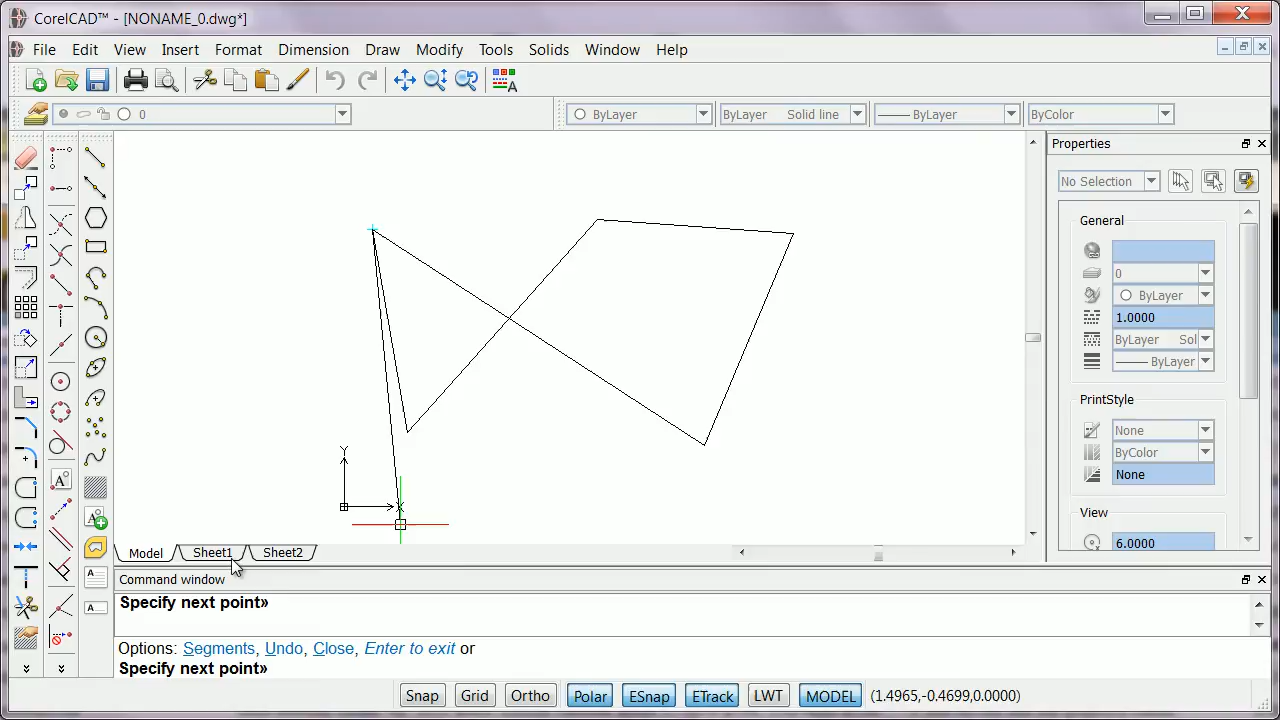 CorelCAD™ - [NONAME_0.dwg*]
File Edit View Insert Format Dimension Draw Modify Tools Solids Window Help
0 ByLayer ByLayer Solid line ByLayer ByColor
Properties
No Selection
General
0
ByLayer
1.0000
ByLayer Sol
ByLayer
PrintStyle
None
ByColor
None
View
6.0000
Y
X
Model Sheet1 Sheet2
Command window
Specify next point»
Options: Segments, Undo, Close, Enter to exit or
Specify next point»
Snap Grid Ortho Polar ESnap ETrack LWT MODEL (1.4965,-0.4699,0.0000)